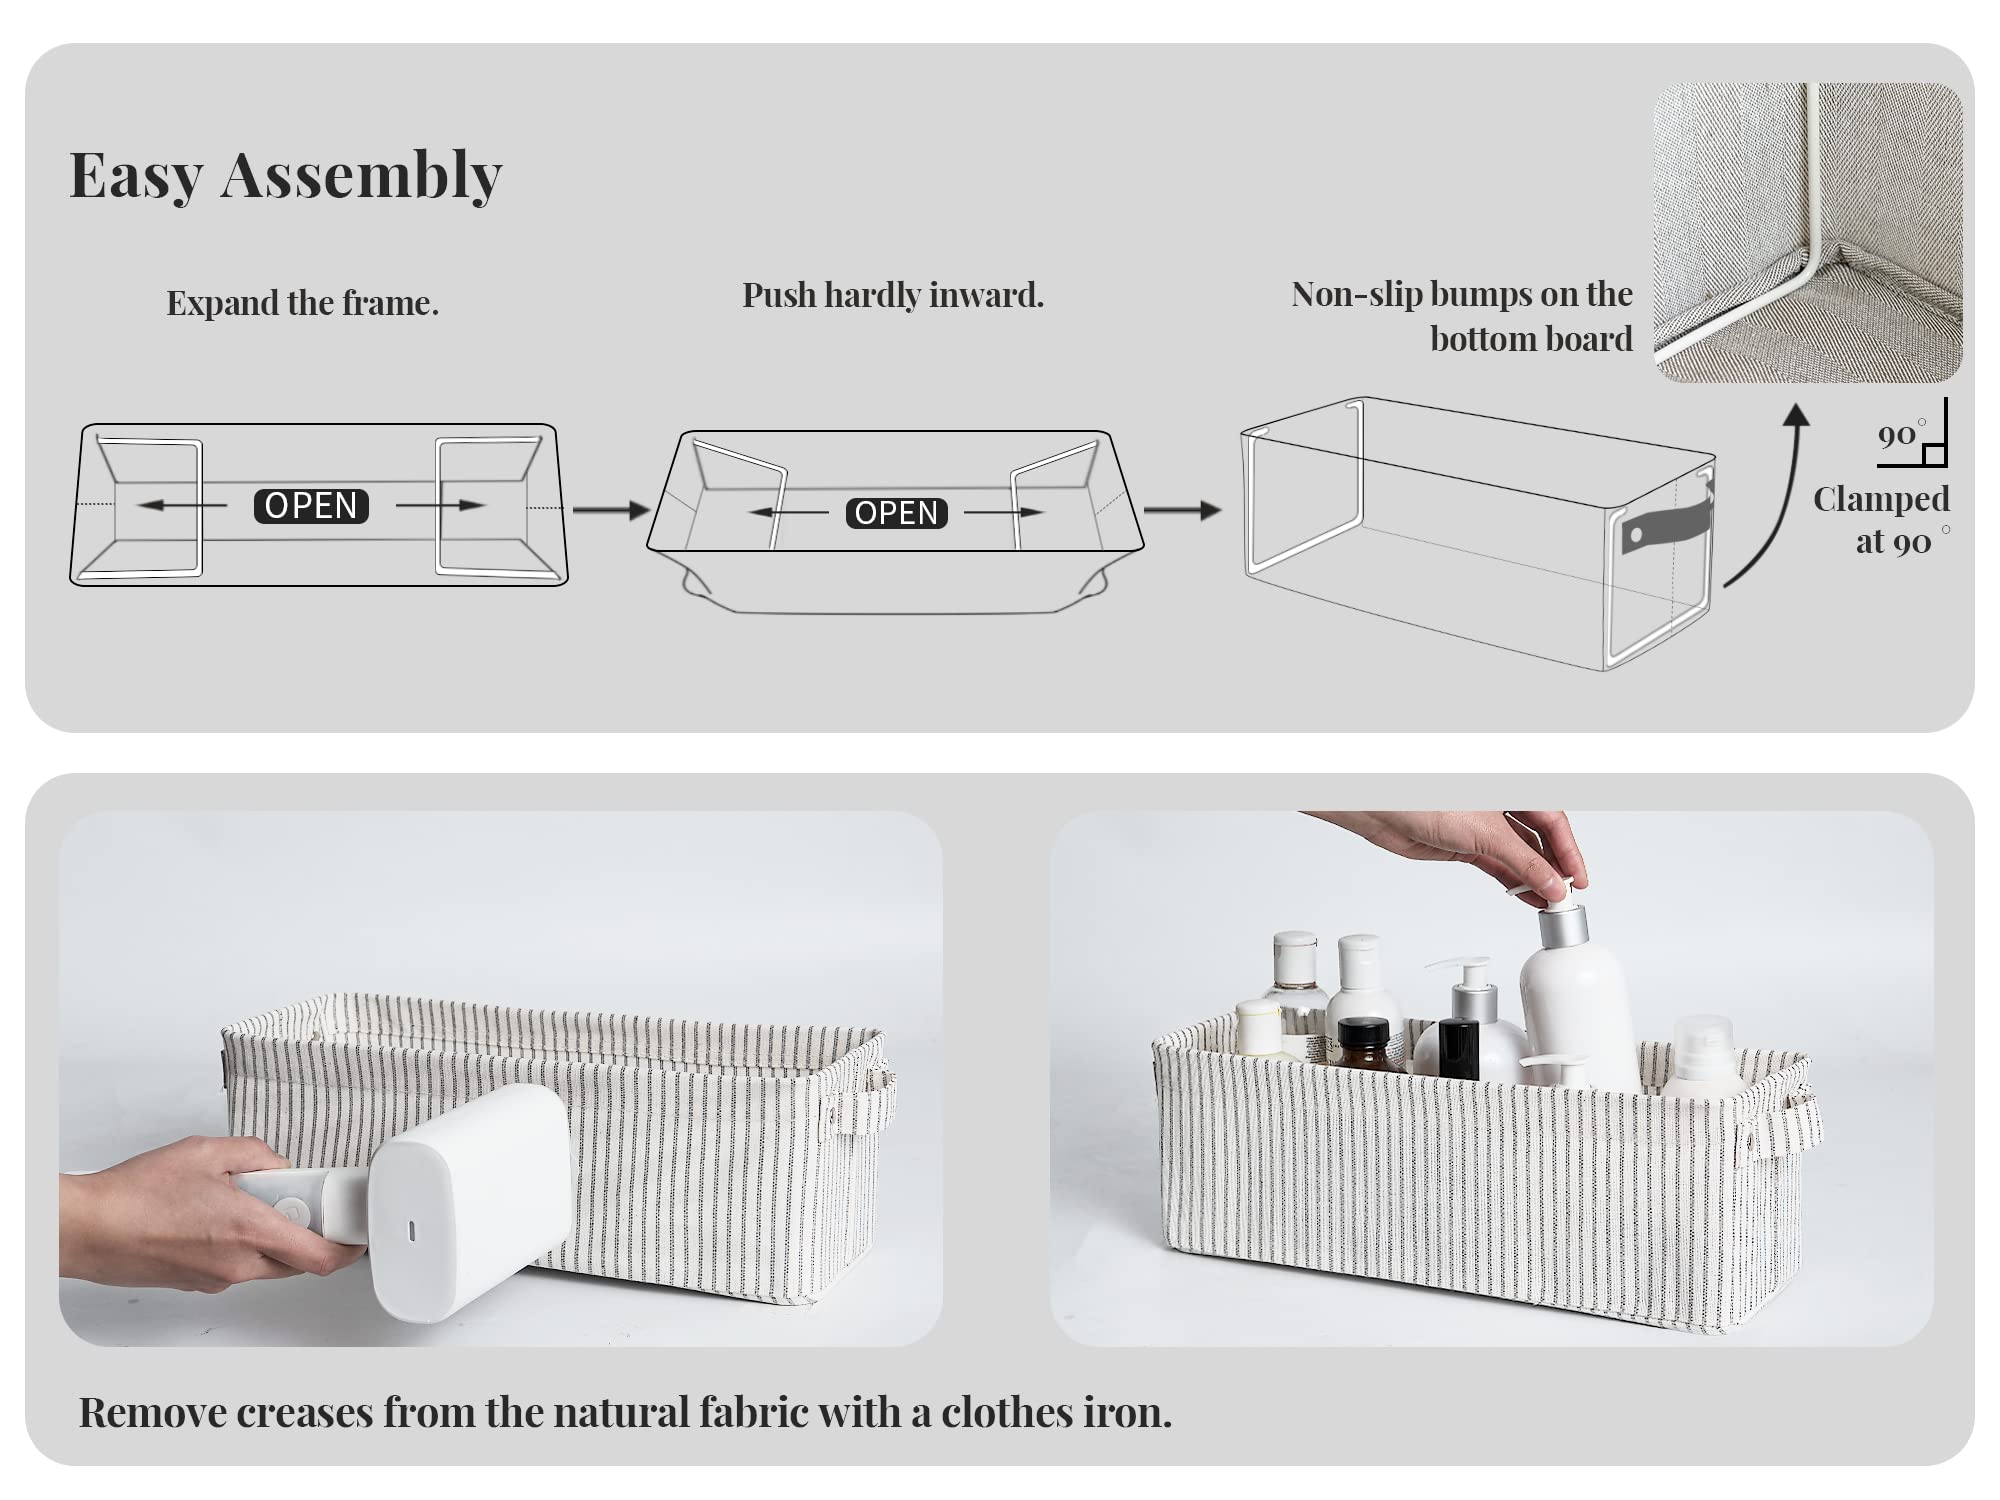 Easy Assembly
Expand the frame.
Push hardly inward.
Non-slip bumps on the
bottom board
OPEN
OPEN
90°
Clamped
at 90 °
Remove creases from the natural fabric with a clothes iron.